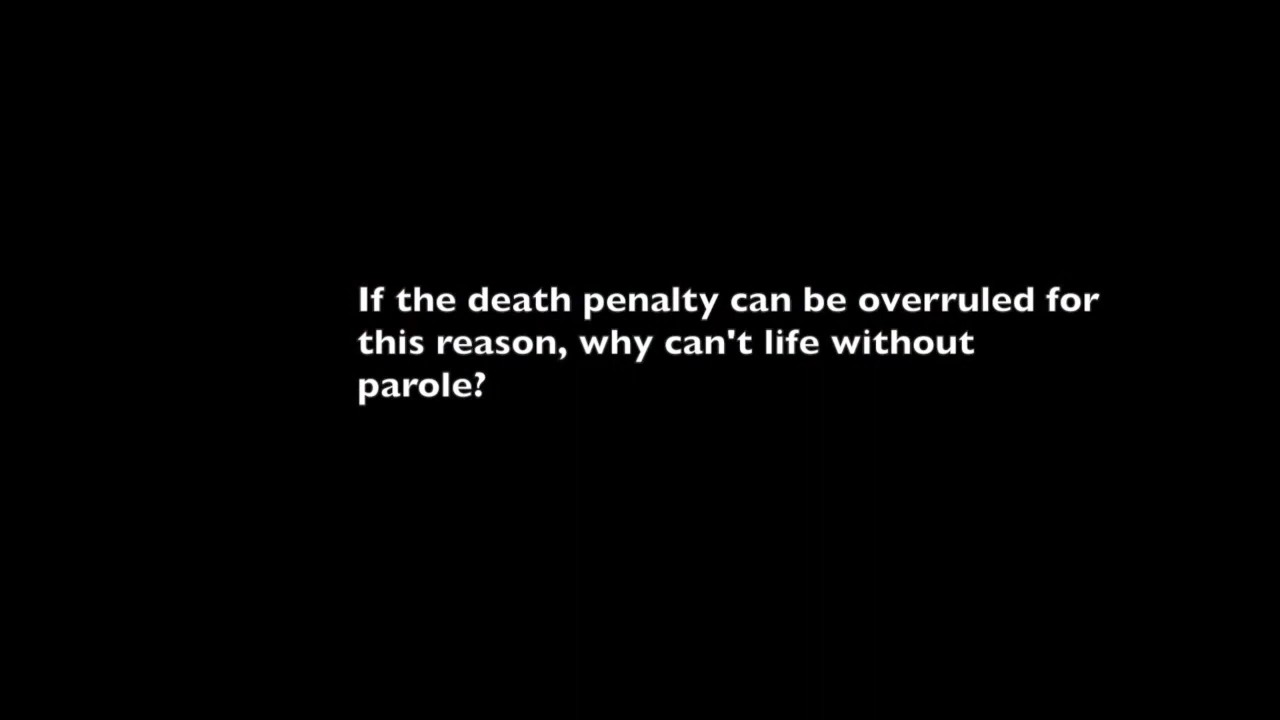 If the death penalty can be overruled for
this reason, why can't life without
parole?